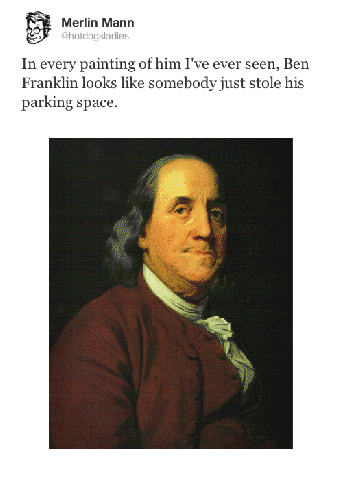 Merlin Mann
@hotdogsladies
In every painting of him I've ever seen, Ben
Franklin looks like somebody just stole his
parking space.